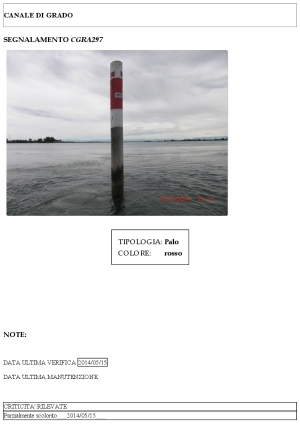 CANALE DI GRADO
SEGNALAMENTO CGRA297
TIPOLOGIA: Palo
COLORE: rosso
NOTE:
DATA ULTIMA VERIFICA 2014/05/15
DATA ULTIMA MANUTENZIONE
CRITICITA' RILEVATE
Parzialmente scolorito 2014/05/15